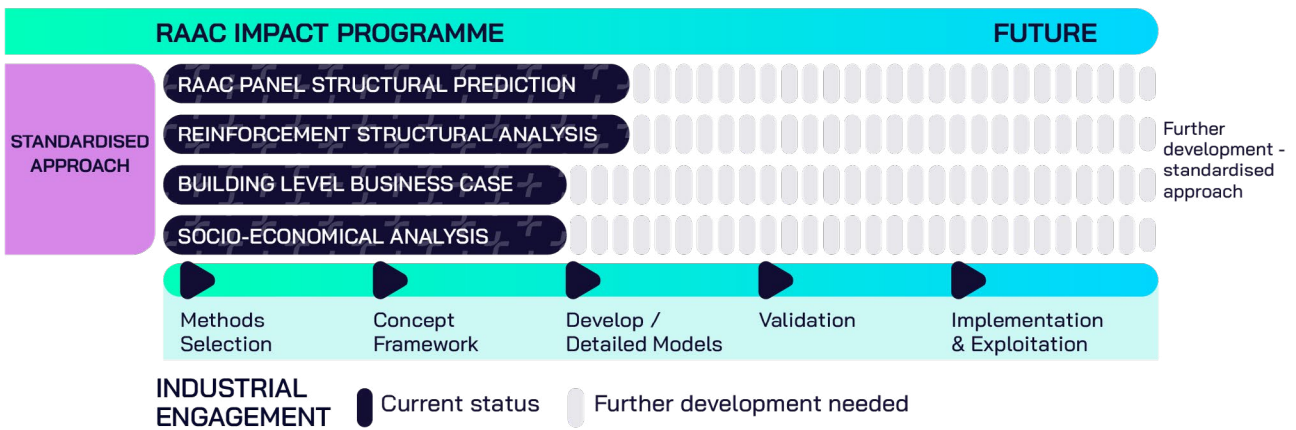 RAAC IMPACT PROGRAMME
FUTURE
STANDARDISED
APPROACH
RAAC PANEL STRUCTURAL PREDICTION
REINFORCEMENT STRUCTURAL ANALYSIS
BUILDING LEVEL BUSINESS CASE
SOCIO-ECONOMICAL ANALYSIS
Further
development -
standardised
approach
Methods
Selection
Concept
Framework
Develop /
Detailed Models
Validation
Implementation
& Exploitation
INDUSTRIAL
ENGAGEMENT
Current status
Further development needed